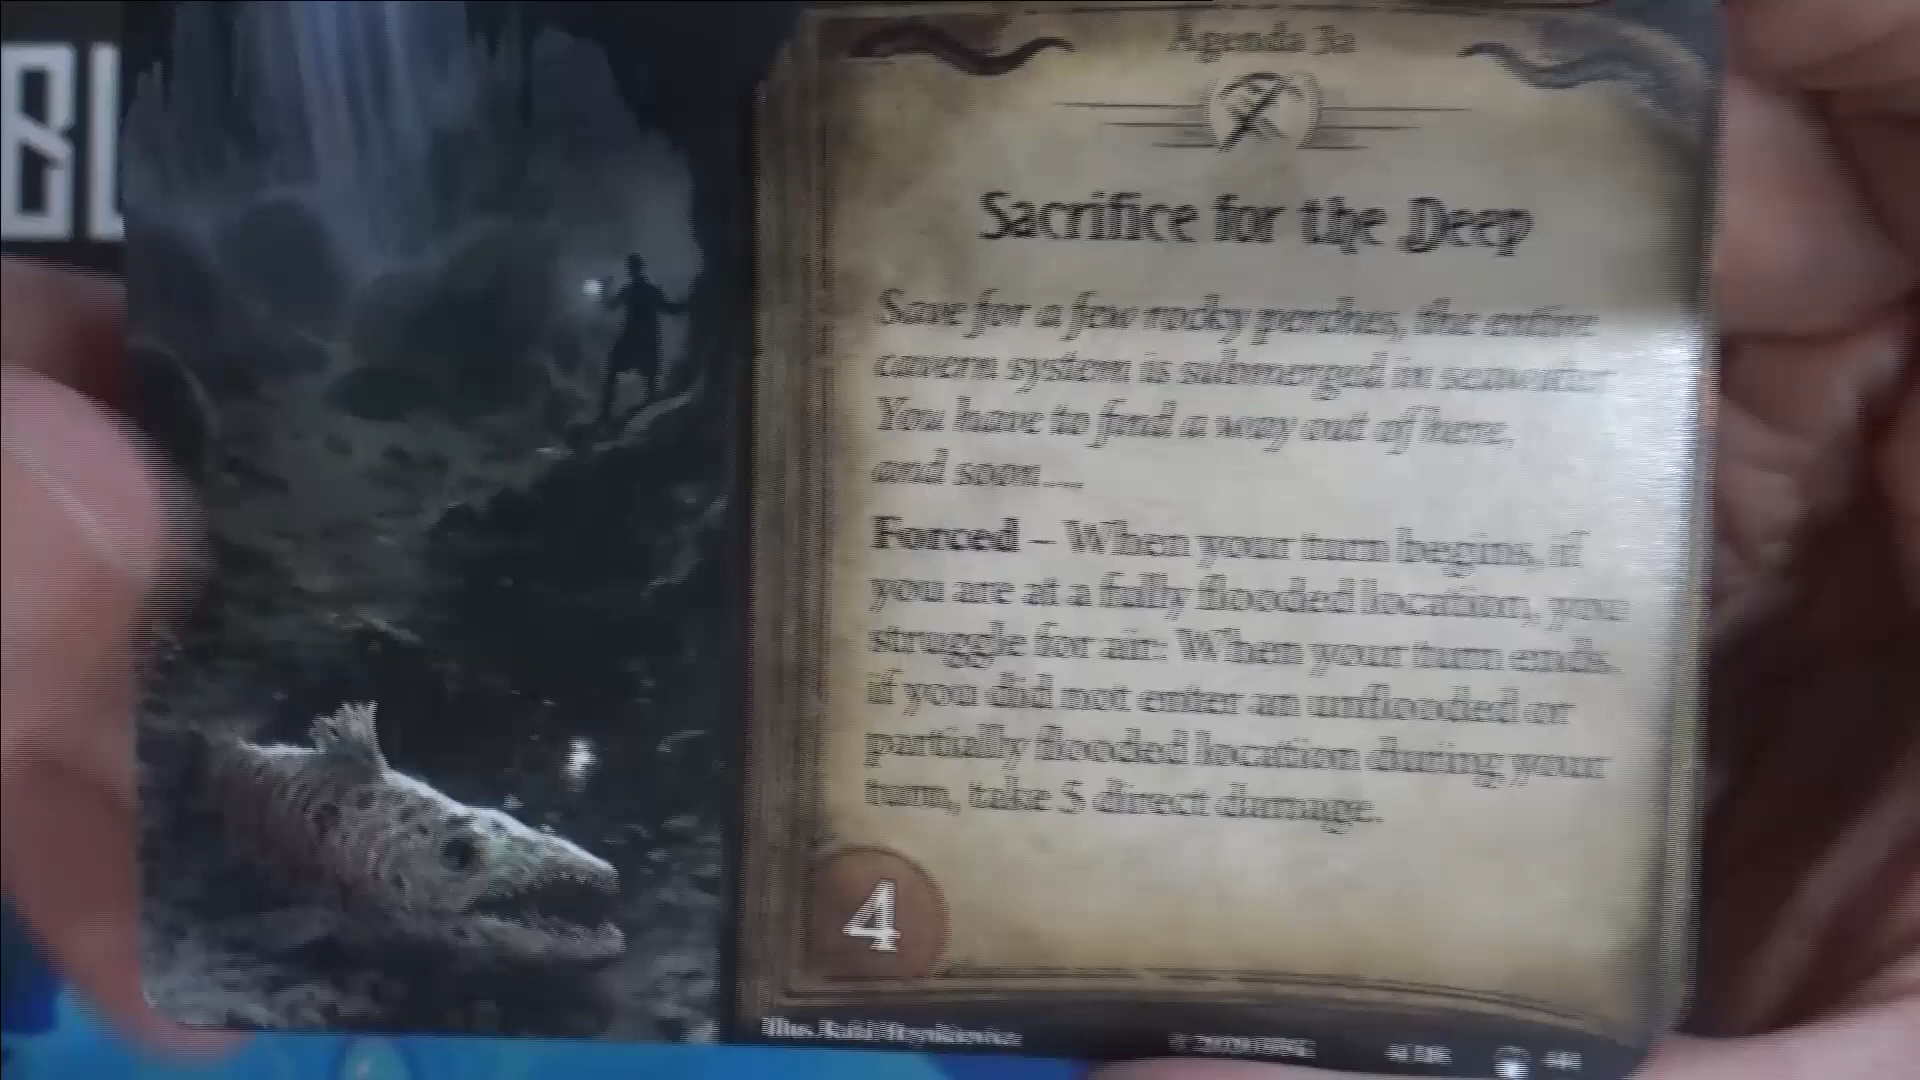 BL
Agenda 3a
Sacrifice for the Deep
Save for a few rocky perches, the entire
cavern system is submerged in seawater.
You have to find a way out of here,
and soon....
Forced – When your turn begins, if
you are at a fully flooded location, you
struggle for air: When your turn ends,
if you did not enter an unflooded or
partially flooded location during your
turn, take 5 direct damage.
4
Illus.